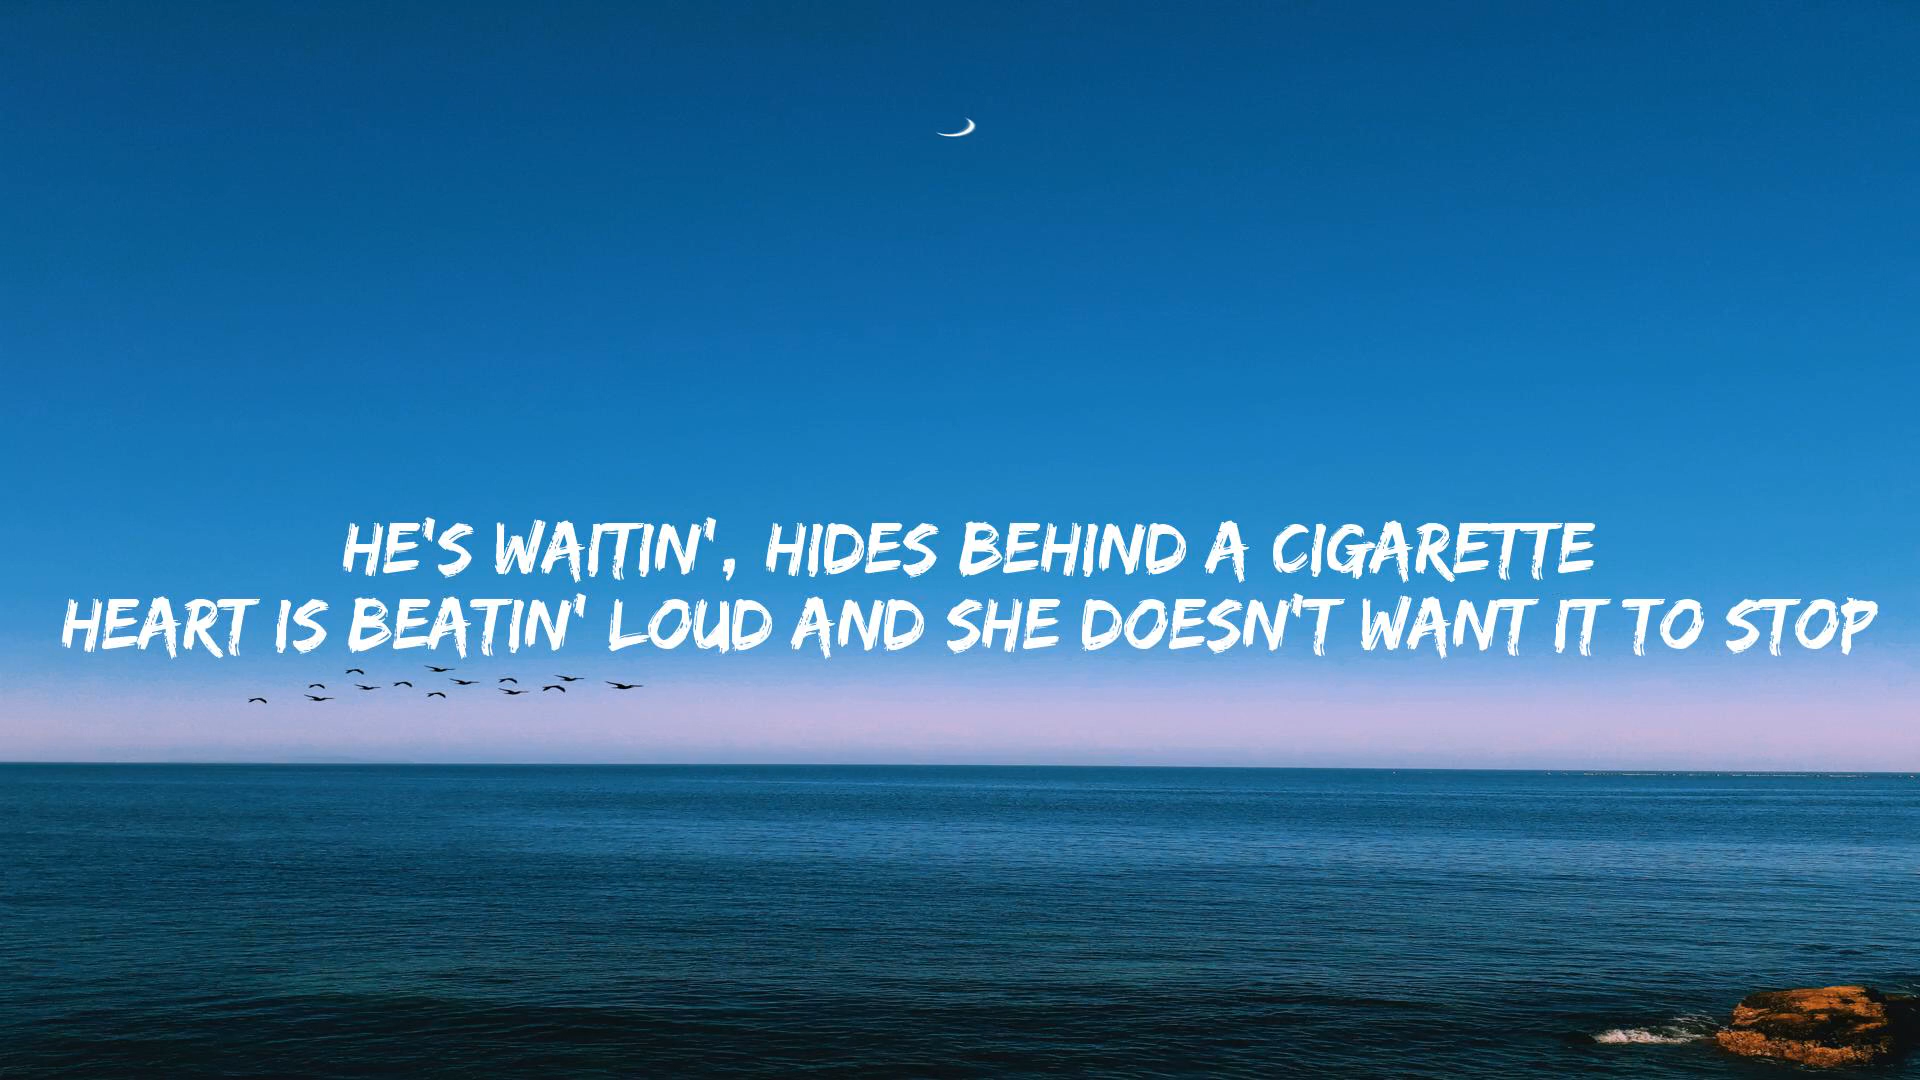 HE'S WAITIN', HIDES BEHIND A CIGARETTE
HEART IS BEATIN' LOUD AND SHE DOESN'T WANT IT TO STOP